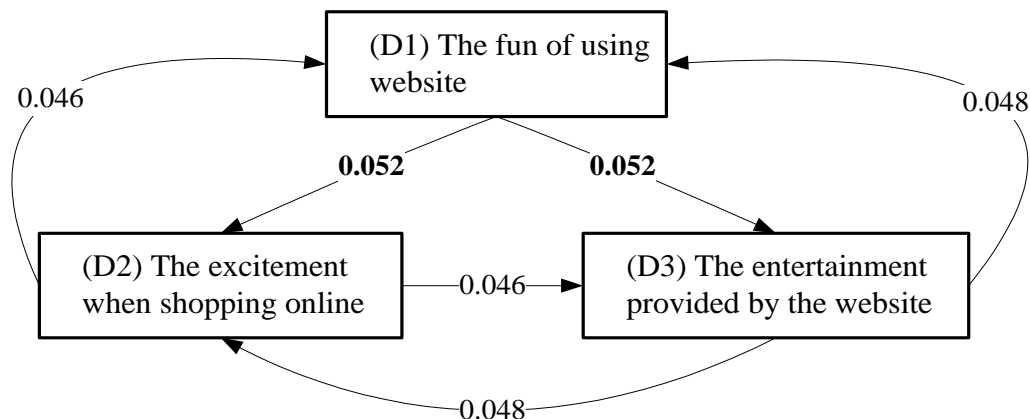 (D1) The fun of using
website
0.046
0.048
0.052
0.052
(D2) The excitement
when shopping online
0.046
(D3) The entertainment
provided by the website
0.048